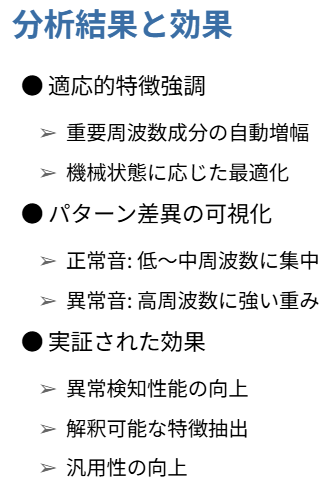 分析結果と効果
● 適応的特徴強調
➢ 重要周波数成分の自動増幅
➢ 機械状態に応じた最適化
● パターン差異の可視化
➢ 正常音: 低～中周波数に集中
➢ 異常音: 高周波数に強い重み
● 実証された効果
➢ 異常検知性能の向上
➢ 解釈可能な特徴抽出
➢ 汎用性の向上